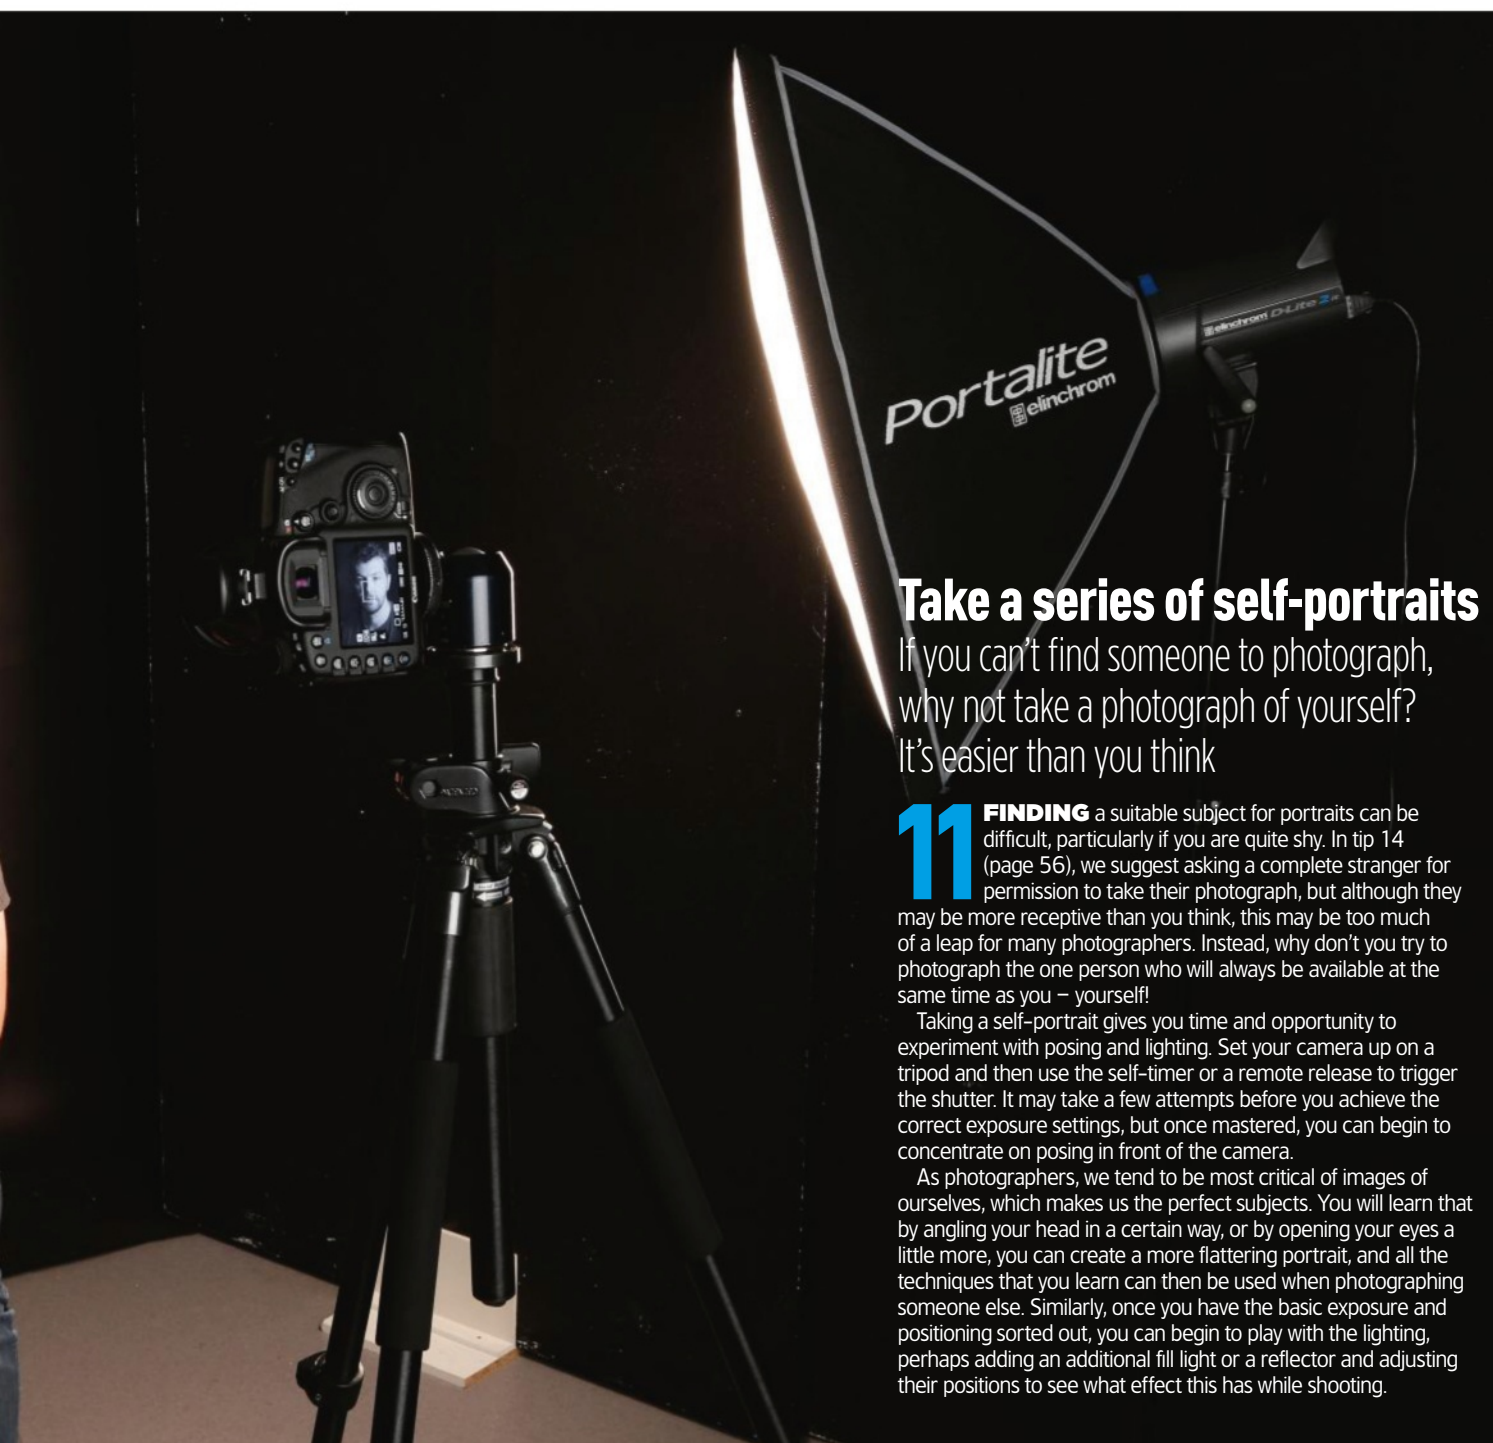 Portalite
elinchrom
elinchrom D-Lite
Take a series of self-portraits
If you can’t find someone to photograph,
why not take a photograph of yourself?
It’s easier than you think
11
FINDING a suitable subject for portraits can be
difficult, particularly if you are quite shy. In tip 14
(page 56), we suggest asking a complete stranger for
permission to take their photograph, but although they
may be more receptive than you think, this may be too much
of a leap for many photographers. Instead, why don’t you try to
photograph the one person who will always be available at the
same time as you – yourself!
Taking a self-portrait gives you time and opportunity to
experiment with posing and lighting. Set your camera up on a
tripod and then use the self-timer or a remote release to trigger
the shutter. It may take a few attempts before you achieve the
correct exposure settings, but once mastered, you can begin to
concentrate on posing in front of the camera.
As photographers, we tend to be most critical of images of
ourselves, which makes us the perfect subjects. You will learn that
by angling your head in a certain way, or by opening your eyes a
little more, you can create a more flattering portrait, and all the
techniques that you learn can then be used when photographing
someone else. Similarly, once you have the basic exposure and
positioning sorted out, you can begin to play with the lighting,
perhaps adding an additional fill light or a reflector and adjusting
their positions to see what effect this has while shooting.